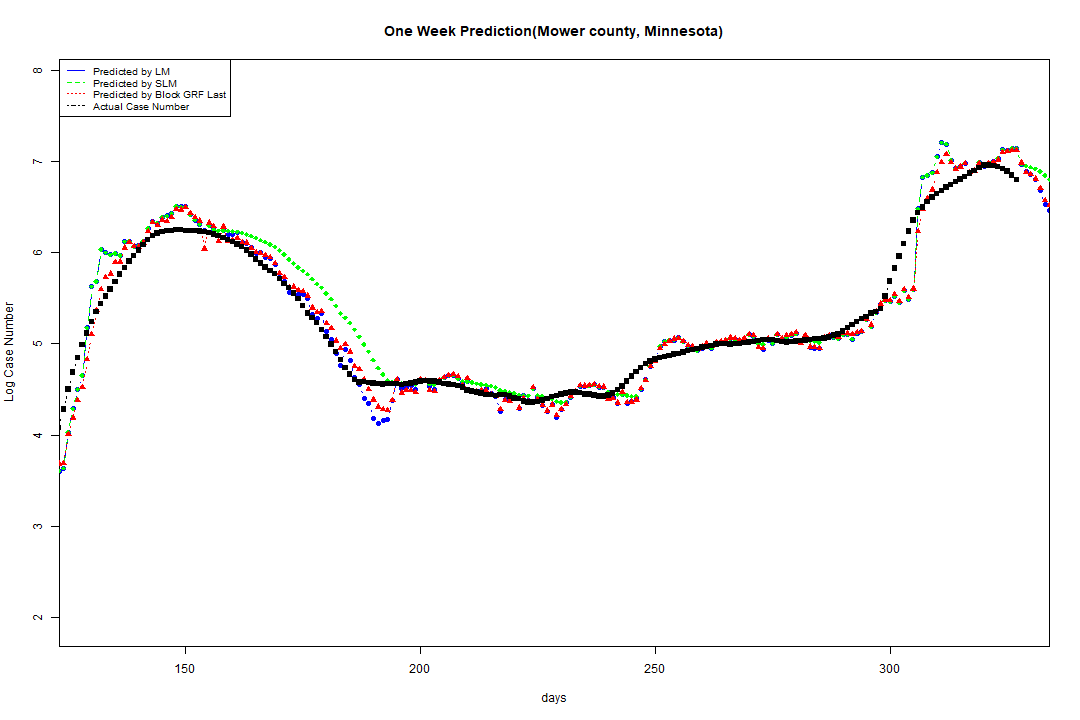 One Week Prediction(Mower county, Minnesota)
Predicted by LM
Predicted by SLM
Predicted by Block GRF Last
Actual Case Number
8
7
6
5
4
3
2
Log Case Number
150 200 250 300
days